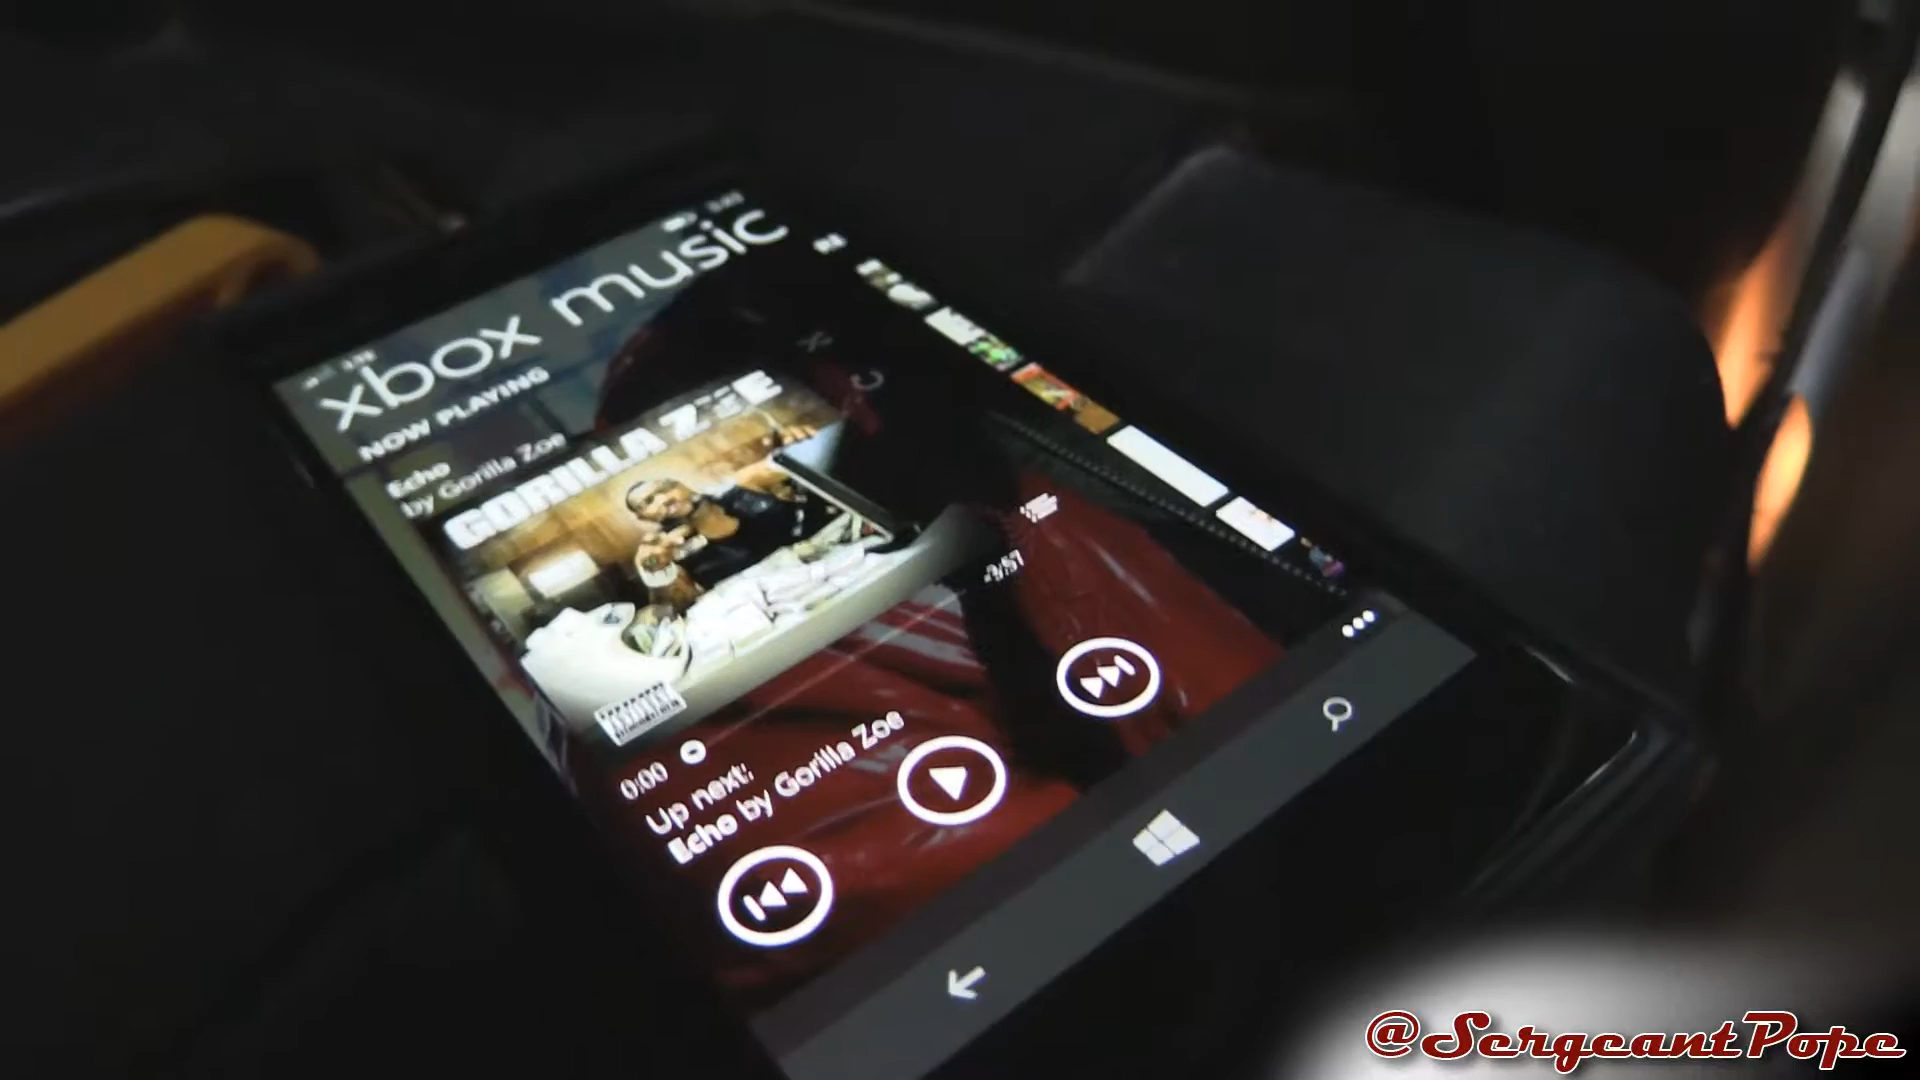 xbox music
NOW PLAYING
Echo
by Gorilla Zoe
GORILLA ZOE
0:00
Up next:
Echo by Gorilla Zoe
@SergeantPope